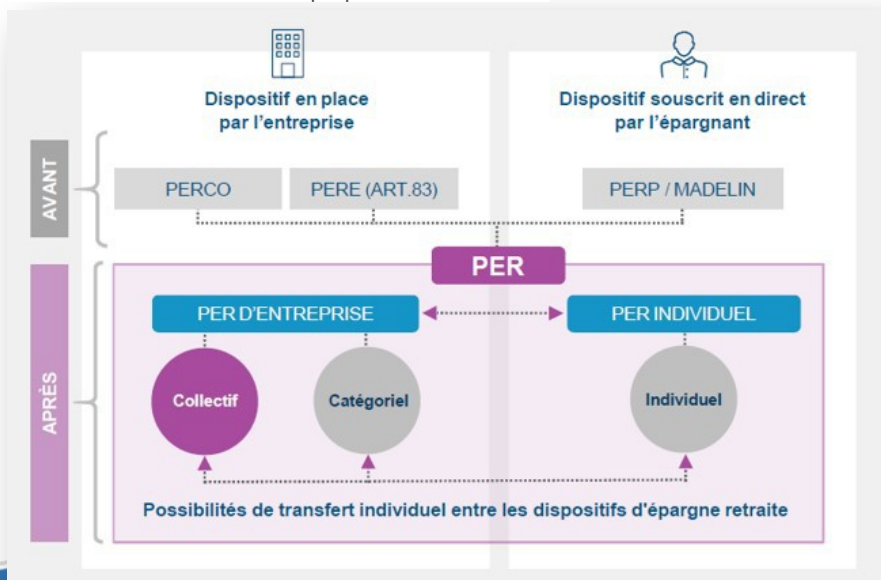 Dispositif en place
par l'entreprise
Dispositif souscrit en direct
par l'épargnant
AVANT
PERCO
PERE (ART.83)
PERP / MADELIN
PER
APRÈS
PER D'ENTREPRISE
PER INDIVIDUEL
Collectif
Catégoriel
Individuel
Possibilités de transfert individuel entre les dispositifs d'épargne retraite